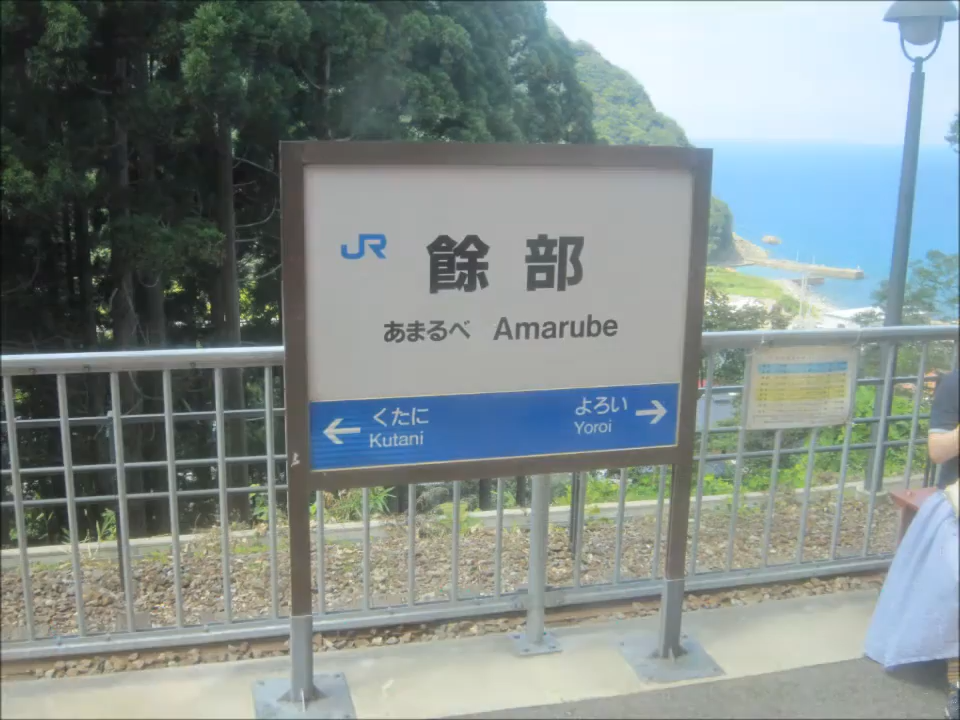 JR 餘部
あまるべ Amarube
← くたに よろい →
Kutani Yoroi